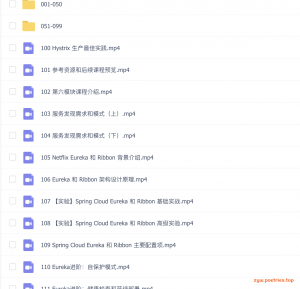 001-050
051-099
100 Hystrix 生产最佳实践.mp4
101 参考资源和后续课程预览.mp4
102 第六模块课程介绍.mp4
103 服务发现需求和模式（上）.mp4
104 服务发现需求和模式（下）.mp4
105 Netflix Eureka 和 Ribbon 背景介绍.mp4
106 Eureka 和 Ribbon 架构设计原理.mp4
107 【实验】Spring Cloud Eureka 和 Ribbon 基础实战.mp4
108 【实验】Spring Cloud Eureka 和 Ribbon 高级实验.mp4
109 Spring Cloud Eureka 和 Ribbon 主要配置项.mp4
110 Eureka进阶：自保护模式.mp4